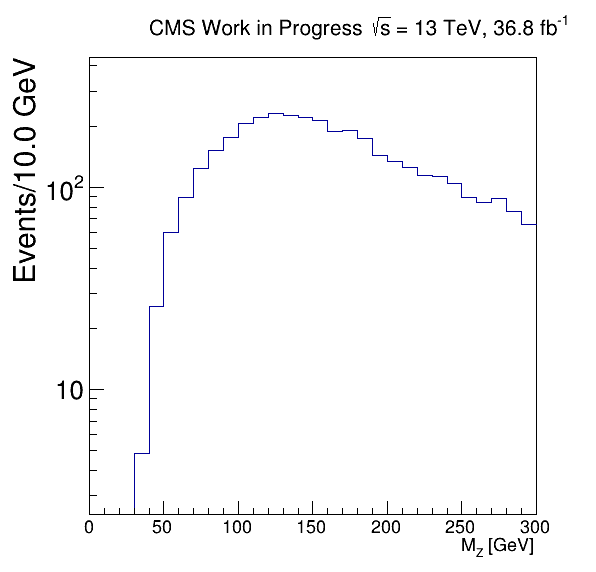 CMS Work in Progress √s = 13 TeV, 36.8 fb⁻¹
Events/10.0 GeV
10²
10
0 50 100 150 200 250 300
M_Z [GeV]